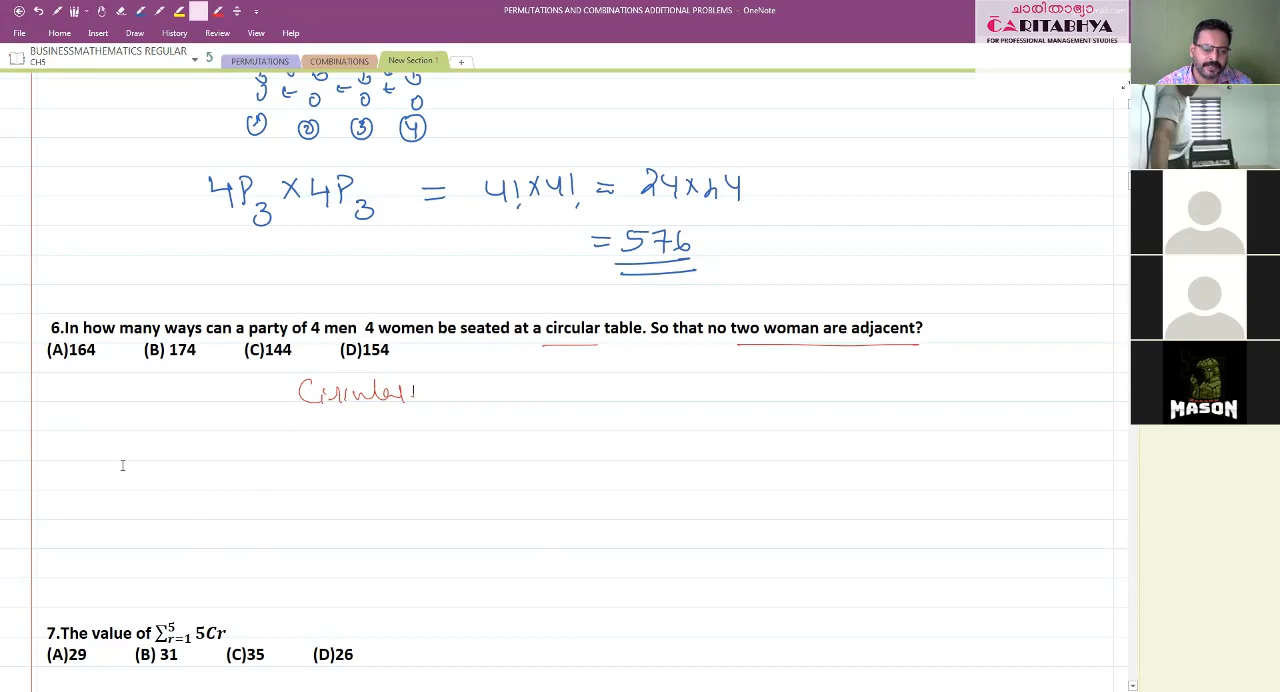 PERMUTATIONS AND COMBINATIONS ADDITIONAL PROBLEMS - OneNote
File Home Insert Draw History Review View Help
ചാരിതാഭ്യാ
CARITABHYA
FOR PROFESSIONAL MANAGEMENT STUDIES
BUSINESSMATHEMATICS REGULAR
CH5
PERMUTATIONS COMBINATIONS New Section 1 +
① ② ③ ④
4P3 × 4P3 = 4! × 4! = 24 × 24
= 576
6.In how many ways can a party of 4 men 4 women be seated at a circular table. So that no two woman are adjacent?
(A)164 (B) 174 (C)144 (D)154
Circular
MASON
7.The value of ∑⁵ᵣ₌₁ 5Cr
(A)29 (B) 31 (C)35 (D)26